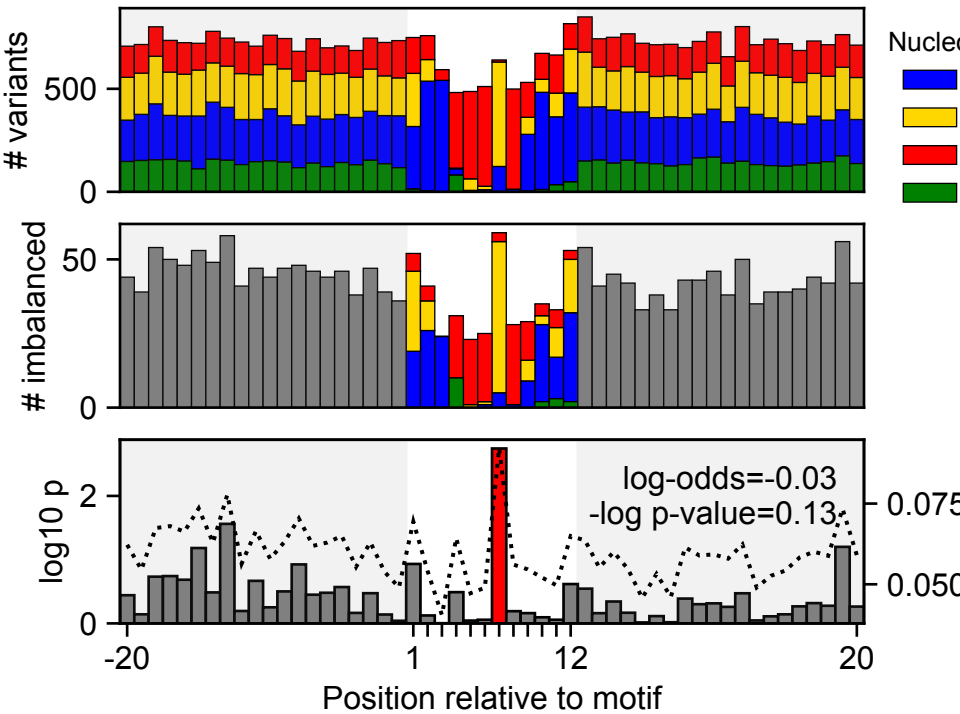 # variants
500
0
Nucleo
# imbalanced
50
0
log10 p
2
0
log-odds=-0.03
-log p-value=0.13
0.075
0.050
-20
1
12
20
Position relative to motif